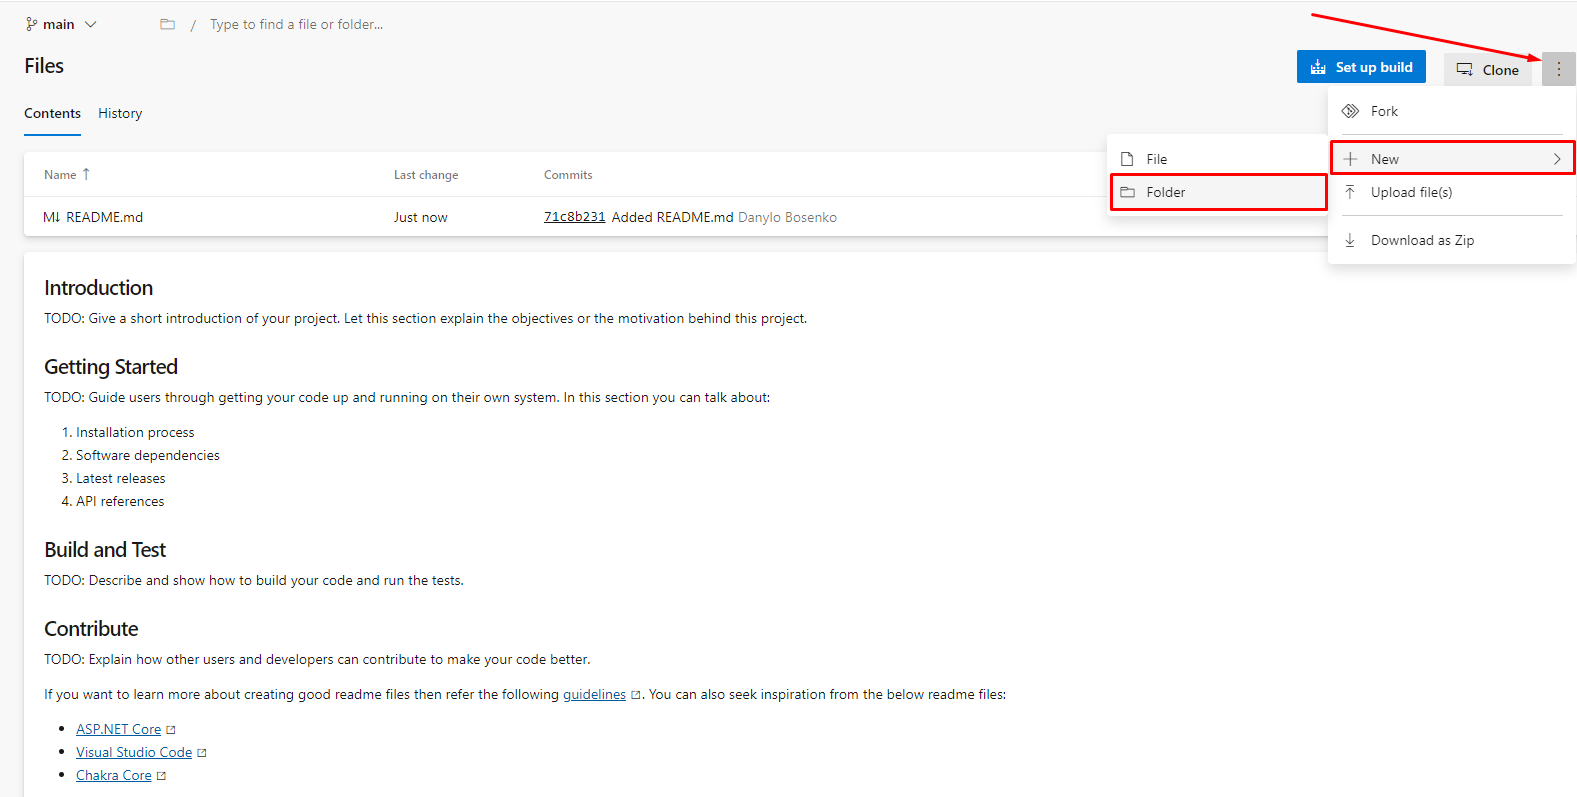 main
/ Type to find a file or folder...
Files
Set up build
Clone
Contents History
Fork
New
File
Folder
Upload file(s)
Download as Zip
Name ↑ Last change Commits
M↓ README.md Just now 71c8b231 Added README.md Danylo Bosenko
Introduction
TODO: Give a short introduction of your project. Let this section explain the objectives or the motivation behind this project.
Getting Started
TODO: Guide users through getting your code up and running on their own system. In this section you can talk about:
1. Installation process
2. Software dependencies
3. Latest releases
4. API references
Build and Test
TODO: Describe and show how to build your code and run the tests.
Contribute
TODO: Explain how other users and developers can contribute to make your code better.
If you want to learn more about creating good readme files then refer the following guidelines. You can also seek inspiration from the below readme files:
• ASP.NET Core
• Visual Studio Code
• Chakra Core